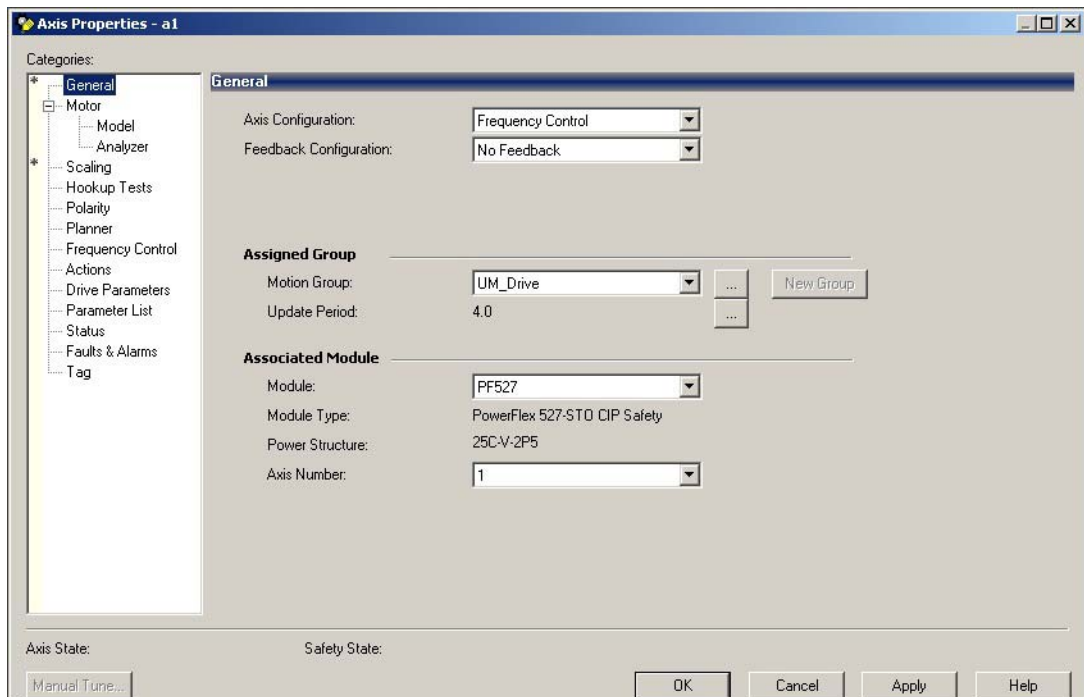 Axis Properties - a1
Categories:
General
Motor
Model
Analyzer
Scaling
Hookup Tests
Polarity
Planner
Frequency Control
Actions
Drive Parameters
Parameter List
Status
Faults & Alarms
Tag
General
Axis Configuration: Frequency Control
Feedback Configuration: No Feedback
Assigned Group
Motion Group: UM_Drive ... New Group
Update Period: 4.0 ...
Associated Module
Module: PF527
Module Type: PowerFlex 527-STO CIP Safety
Power Structure: 25C-V-2P5
Axis Number: 1
Axis State: Safety State:
Manual Tune... OK Cancel Apply Help